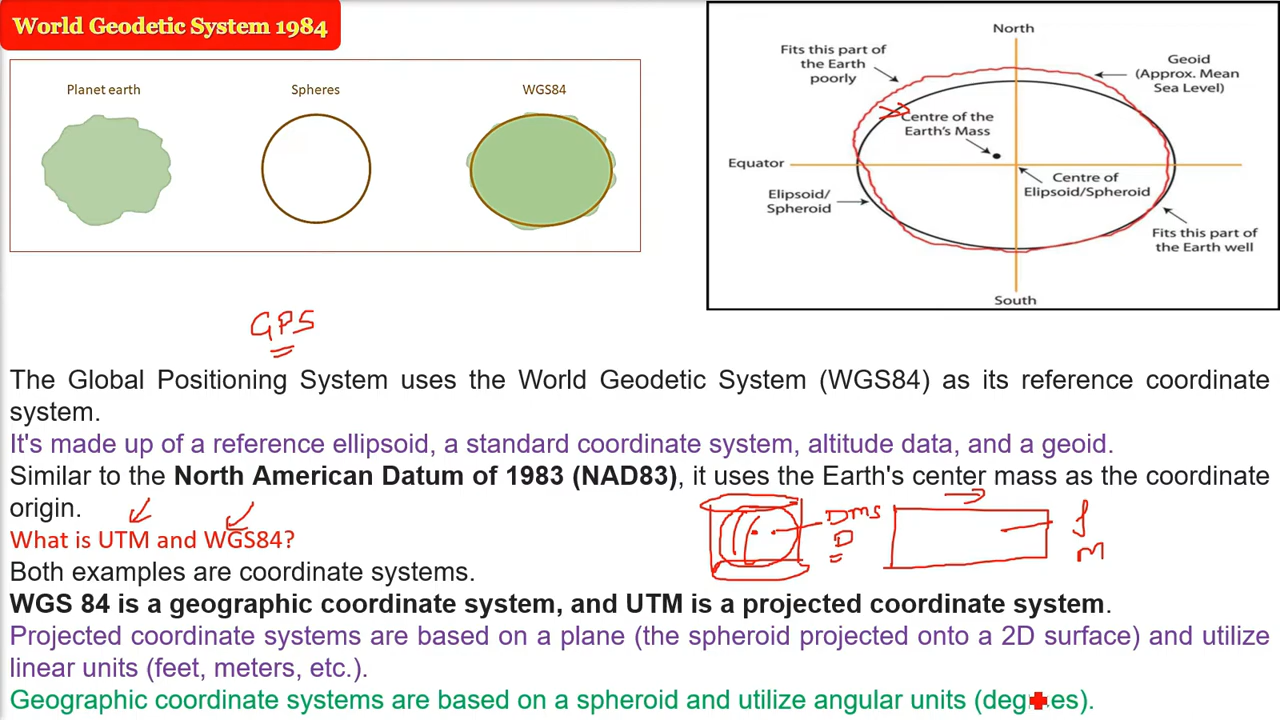 World Geodetic System 1984
Planet earth
Spheres
WGS84
North
Fits this part of
the Earth
poorly
Geoid
(Approx. Mean
Sea Level)
Centre of the
Earth's Mass
Equator
Centre of
Elipsoid/Spheroid
Elipsoid/
Spheroid
Fits this part of
the Earth well
South
GPS
The Global Positioning System uses the World Geodetic System (WGS84) as its reference coordinate
system.
It's made up of a reference ellipsoid, a standard coordinate system, altitude data, and a geoid.
Similar to the North American Datum of 1983 (NAD83), it uses the Earth's center mass as the coordinate
origin.
DMS
D
f
M
What is UTM and WGS84?
Both examples are coordinate systems.
WGS 84 is a geographic coordinate system, and UTM is a projected coordinate system.
Projected coordinate systems are based on a plane (the spheroid projected onto a 2D surface) and utilize
linear units (feet, meters, etc.).
Geographic coordinate systems are based on a spheroid and utilize angular units (degrees).